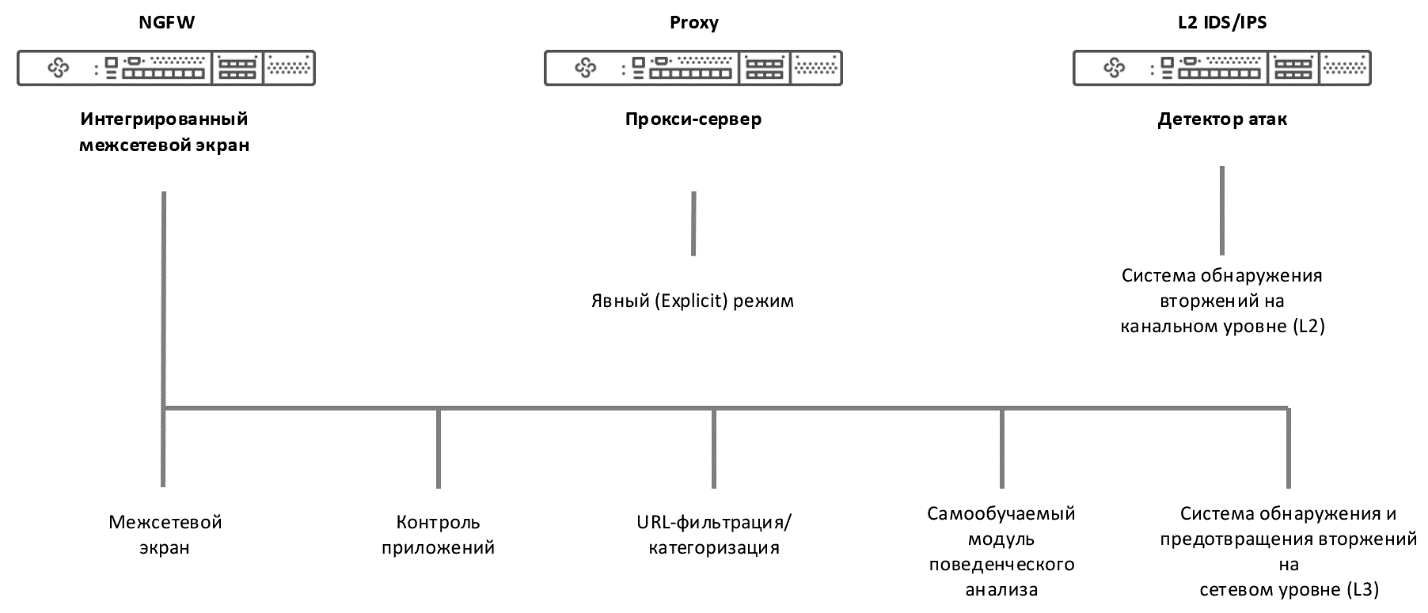 NGFW
Интегрированный
межсетевой экран
Proxy
Прокси-сервер
L2 IDS/IPS
Детектор атак
Явный (Explicit) режим
Система обнаружения
вторжений на
канальном уровне (L2)
Межсетевой
экран
Контроль
приложений
URL-фильтрация/
категоризация
Самообучаемый
модуль
поведенческого
анализа
Система обнаружения и
предотвращения вторжений
на
сетевом уровне (L3)